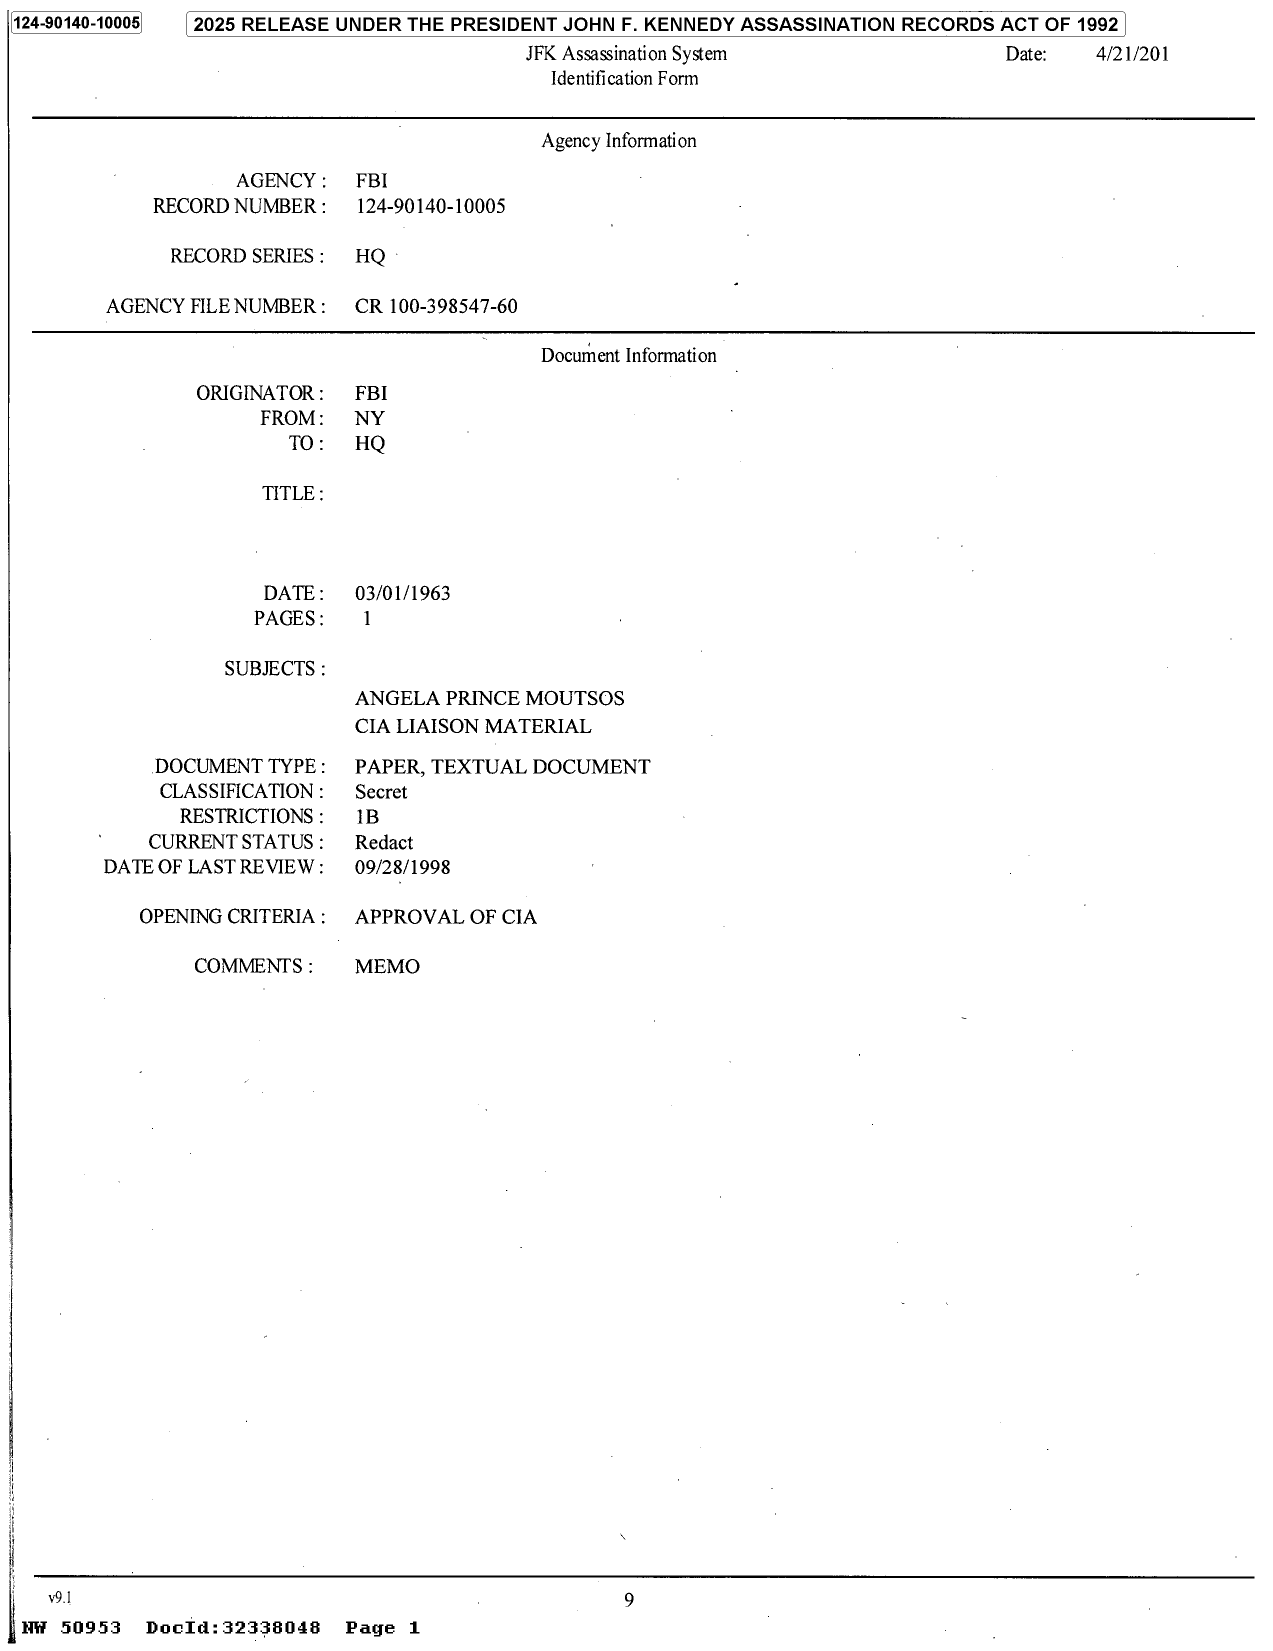 124-90140-10005 2025 RELEASE UNDER THE PRESIDENT JOHN F. KENNEDY ASSASSINATION RECORDS ACT OF 1992
JFK Assassination System Date: 4/21/201
Identification Form
Agency Information
AGENCY : FBI
RECORD NUMBER : 124-90140-10005
RECORD SERIES : HQ
AGENCY FILE NUMBER : CR 100-398547-60
Document Information
ORIGINATOR : FBI
FROM : NY
TO : HQ
TITLE :
DATE : 03/01/1963
PAGES : 1
SUBJECTS :
ANGELA PRINCE MOUTSOS
CIA LIAISON MATERIAL
DOCUMENT TYPE : PAPER, TEXTUAL DOCUMENT
CLASSIFICATION : Secret
RESTRICTIONS : 1B
CURRENT STATUS : Redact
DATE OF LAST REVIEW : 09/28/1998
OPENING CRITERIA : APPROVAL OF CIA
COMMENTS : MEMO
v9.1 9
NW 50953 DocId:32338048 Page 1